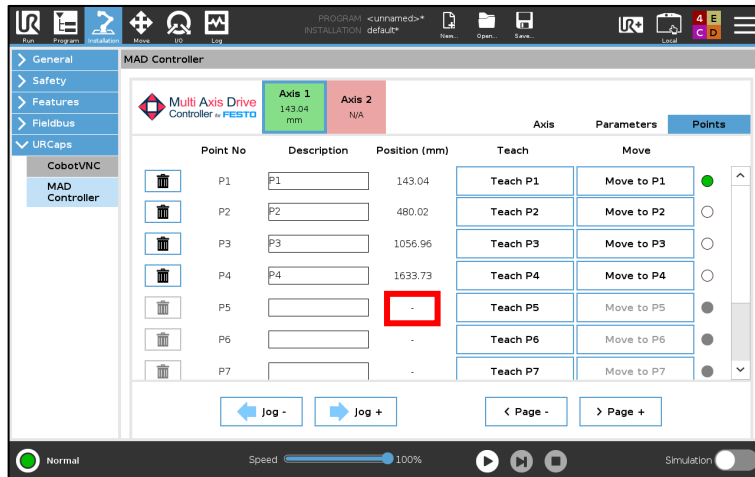 PROGRAM <unnamed>*
INSTALLATION default*
Run Program Installation Move I/O Log New... Open... Save... UR+ Local 4 E C D
General
MAD Controller
Safety
Features
Fieldbus
URCaps
CobotVNC
MAD
Controller
Multi Axis Drive
Controller for FESTO
Axis 1
143.04
mm
Axis 2
N/A
Axis Parameters Points
Point No Description Position (mm) Teach Move
P1 P1 143.04 Teach P1 Move to P1
P2 P2 480.02 Teach P2 Move to P2
P3 P3 1056.96 Teach P3 Move to P3
P4 P4 1633.73 Teach P4 Move to P4
P5 - Teach P5 Move to P5
P6 - Teach P6 Move to P6
P7 - Teach P7 Move to P7
Jog - Jog + < Page - > Page +
Normal Speed 100% Simulation